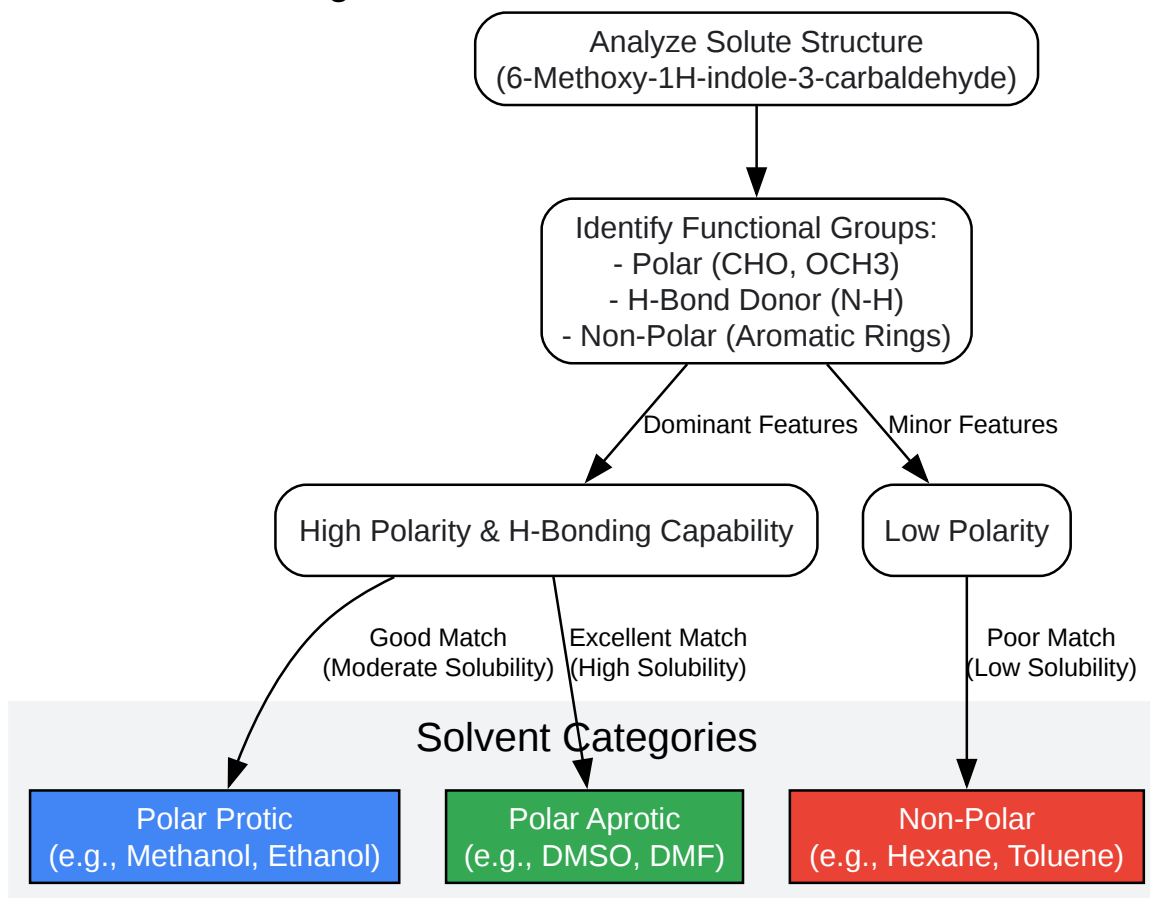 Analyze Solute Structure
(6-Methoxy-1H-indole-3-carbaldehyde)
Identify Functional Groups:
- Polar (CHO, OCH3)
- H-Bond Donor (N-H)
- Non-Polar (Aromatic Rings)
Dominant Features
Minor Features
High Polarity & H-Bonding Capability
Low Polarity
Good Match
(Moderate Solubility)
Excellent Match
(High Solubility)
Poor Match
(Low Solubility)
Solvent Categories
Polar Protic
(e.g., Methanol, Ethanol)
Polar Aprotic
(e.g., DMSO, DMF)
Non-Polar
(e.g., Hexane, Toluene)